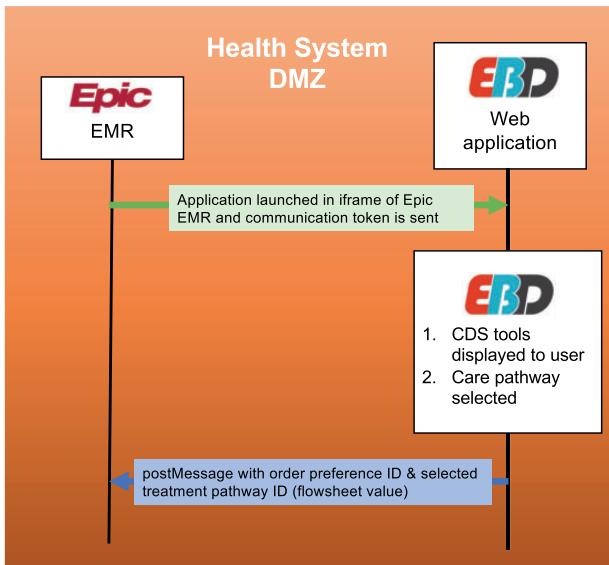 Health System
DMZ
Epic
EMR
EBD
Web
application
Application launched in iframe of Epic
EMR and communication token is sent
EBD
1. CDS tools
displayed to user
2. Care pathway
selected
postMessage with order preference ID & selected
treatment pathway ID (flowsheet value)